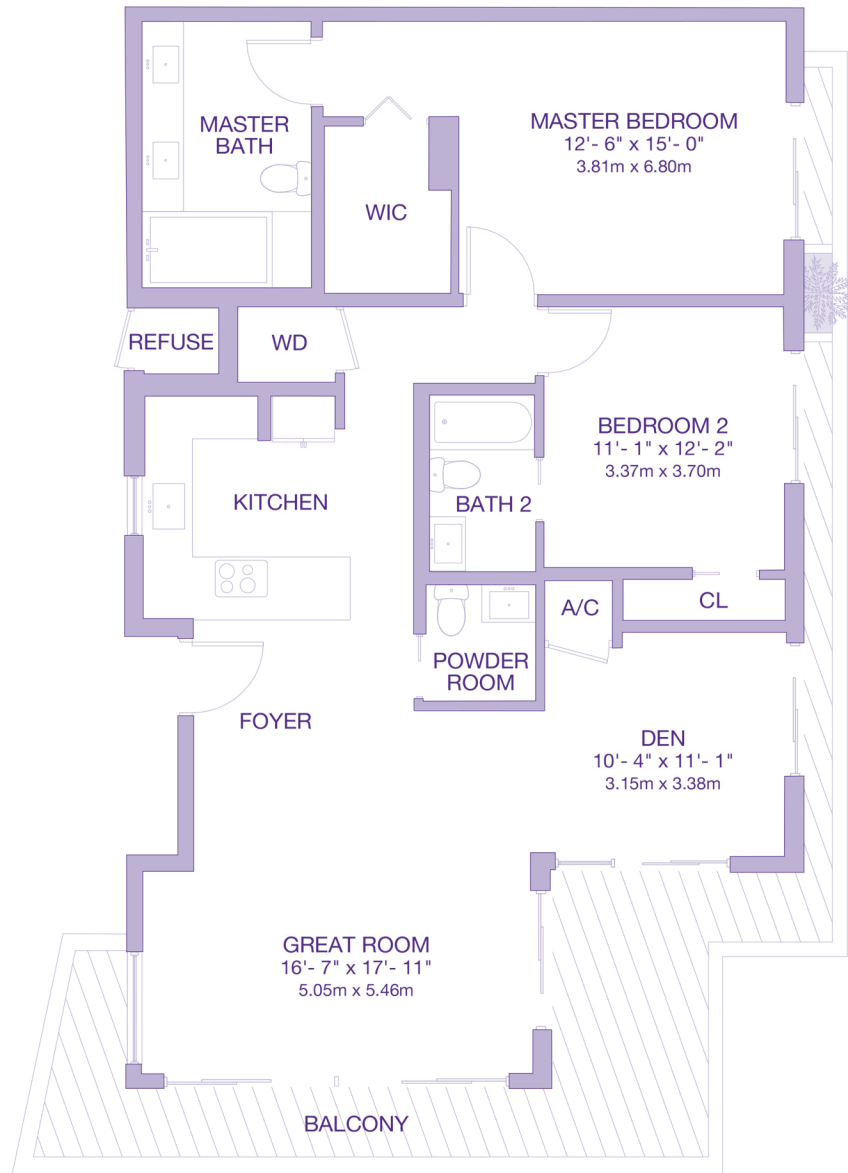 MASTER
BATH
MASTER BEDROOM
12'- 6" x 15'- 0"
3.81m x 6.80m
WIC
REFUSE
WD
BEDROOM 2
11'- 1" x 12'- 2"
3.37m x 3.70m
KITCHEN
BATH 2
A/C
CL
POWDER
ROOM
FOYER
DEN
10'- 4" x 11'- 1"
3.15m x 3.38m
GREAT ROOM
16'- 7" x 17'- 11"
5.05m x 5.46m
BALCONY